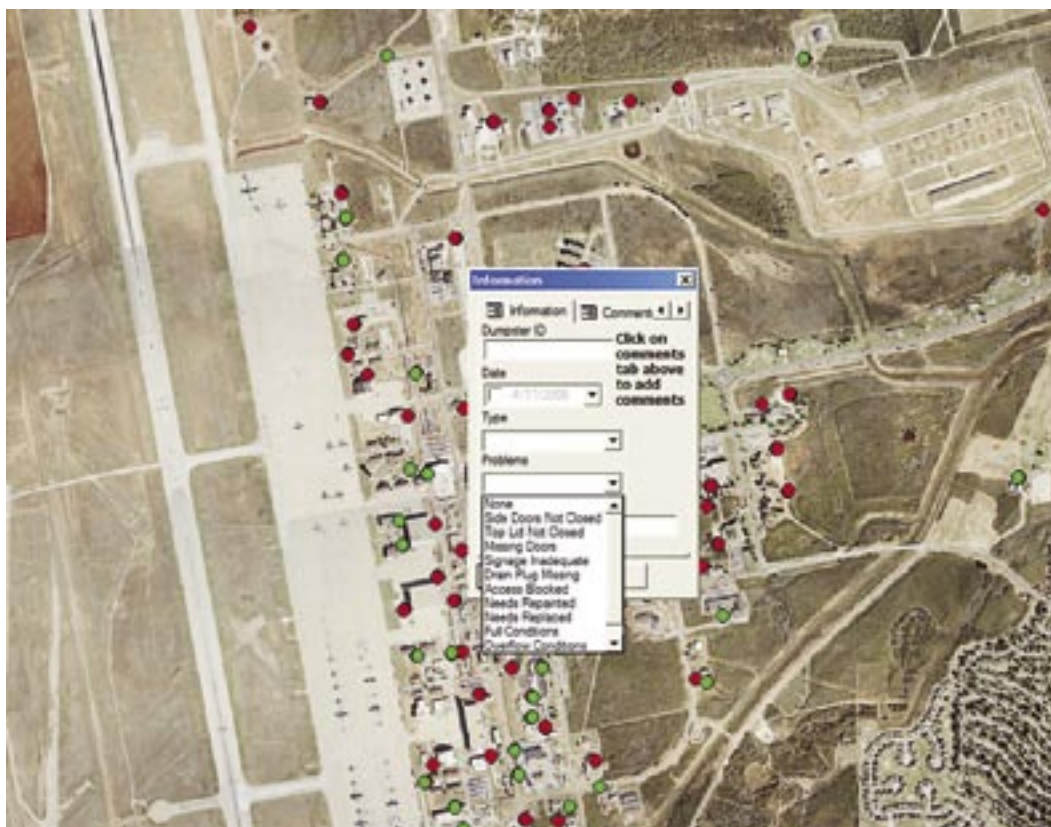 Information
Information
Comment
Dumpster ID
Click on
comments
tab above
to add
comments
Date
Type
Problems
None
Side Doors Not Closed
Top Lid Not Closed
Missing Doors
Signage Inadequate
Drain Plug Missing
Access Blocked
Needs Repainted
Needs Replaced
Full Conditions
Overflow Conditions